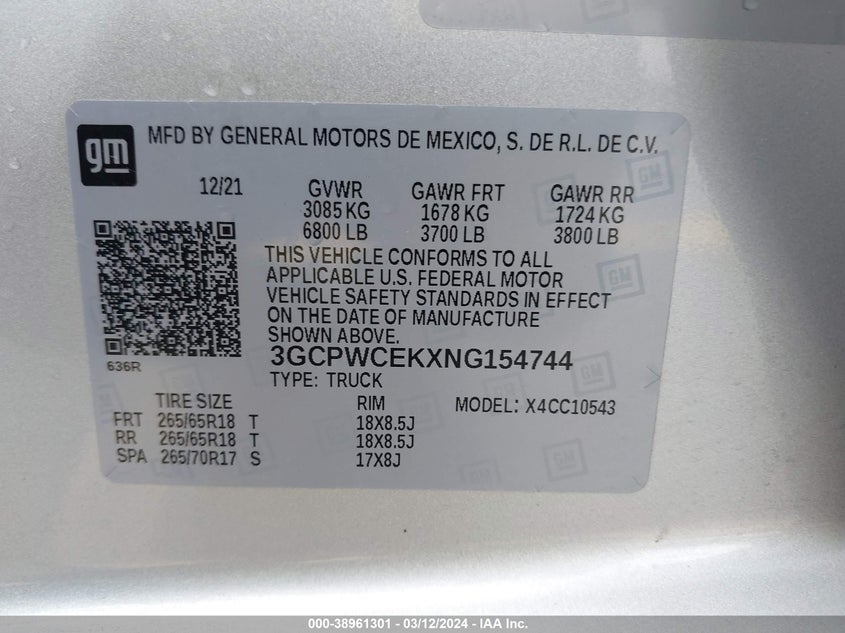 gm MFD BY GENERAL MOTORS DE MEXICO, S. DE R.L. DE C.V.
12/21 GVWR GAWR FRT GAWR RR
3085 KG 1678 KG 1724 KG
6800 LB 3700 LB 3800 LB
THIS VEHICLE CONFORMS TO ALL
APPLICABLE U.S. FEDERAL MOTOR
VEHICLE SAFETY STANDARDS IN EFFECT
ON THE DATE OF MANUFACTURE
SHOWN ABOVE.
3GCPWCEKXNG154744
636R
TYPE: TRUCK
TIRE SIZE RIM MODEL: X4CC10543
FRT 265/65R18 T 18X8.5J
RR 265/65R18 T 18X8.5J
SPA 265/70R17 S 17X8J
000-38961301 - 03/12/2024 - IAA Inc.